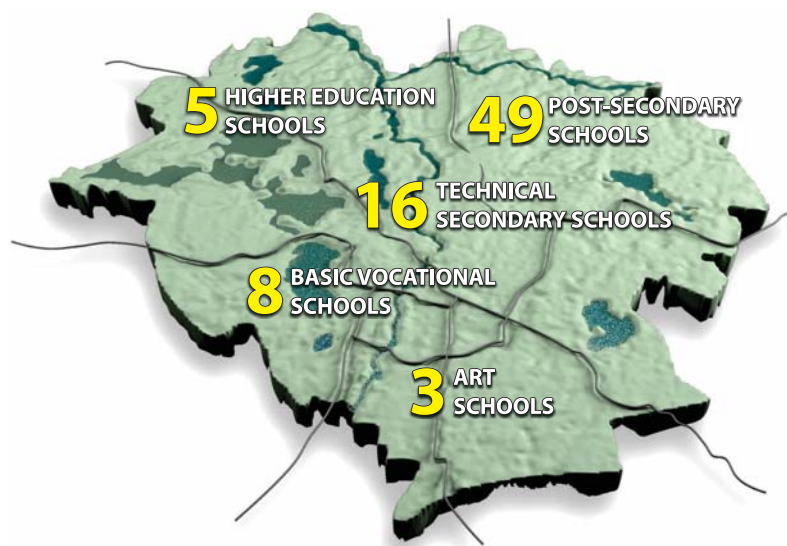 5 HIGHER EDUCATION
SCHOOLS
49 POST-SECONDARY
SCHOOLS
16 TECHNICAL
SECONDARY SCHOOLS
8 BASIC VOCATIONAL
SCHOOLS
3 ART
SCHOOLS